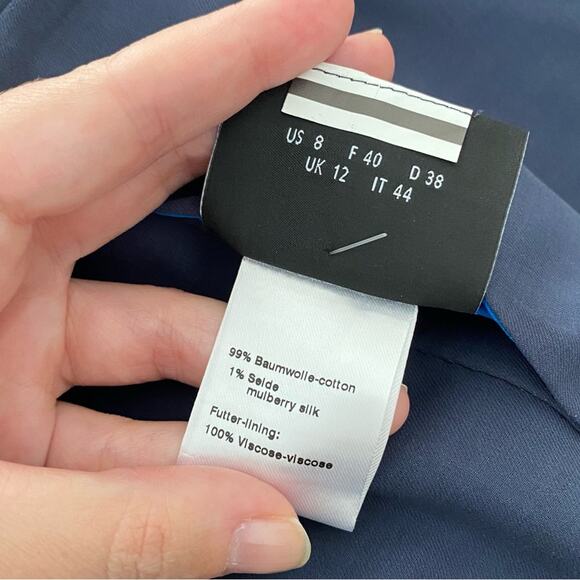 US 8 F 40 D 38
UK 12 IT 44
99% Baumwolle-cotton
1% Seide
mulberry silk
Futter-lining:
100% Viscose-viscose